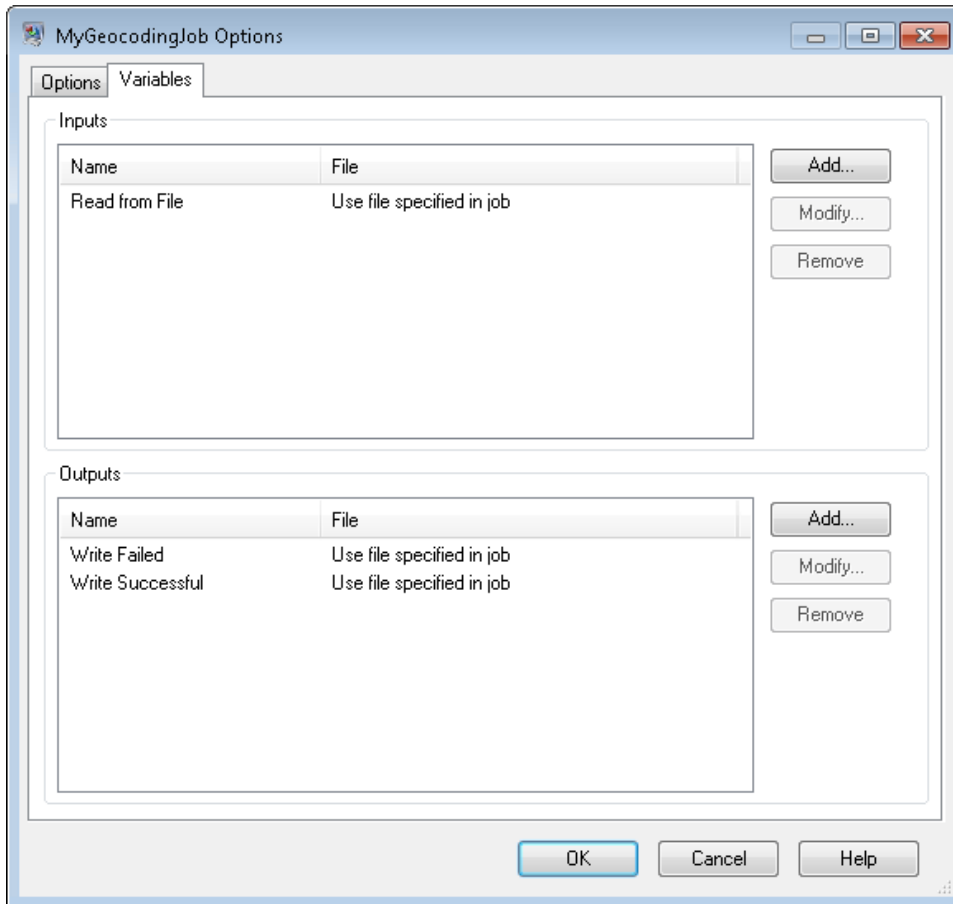 MyGeocodingJob Options
Options Variables
Inputs
Name File
Add...
Read from File Use file specified in job
Modify...
Remove
Outputs
Name File
Add...
Write Failed Use file specified in job
Modify...
Write Successful Use file specified in job
Remove
OK Cancel Help